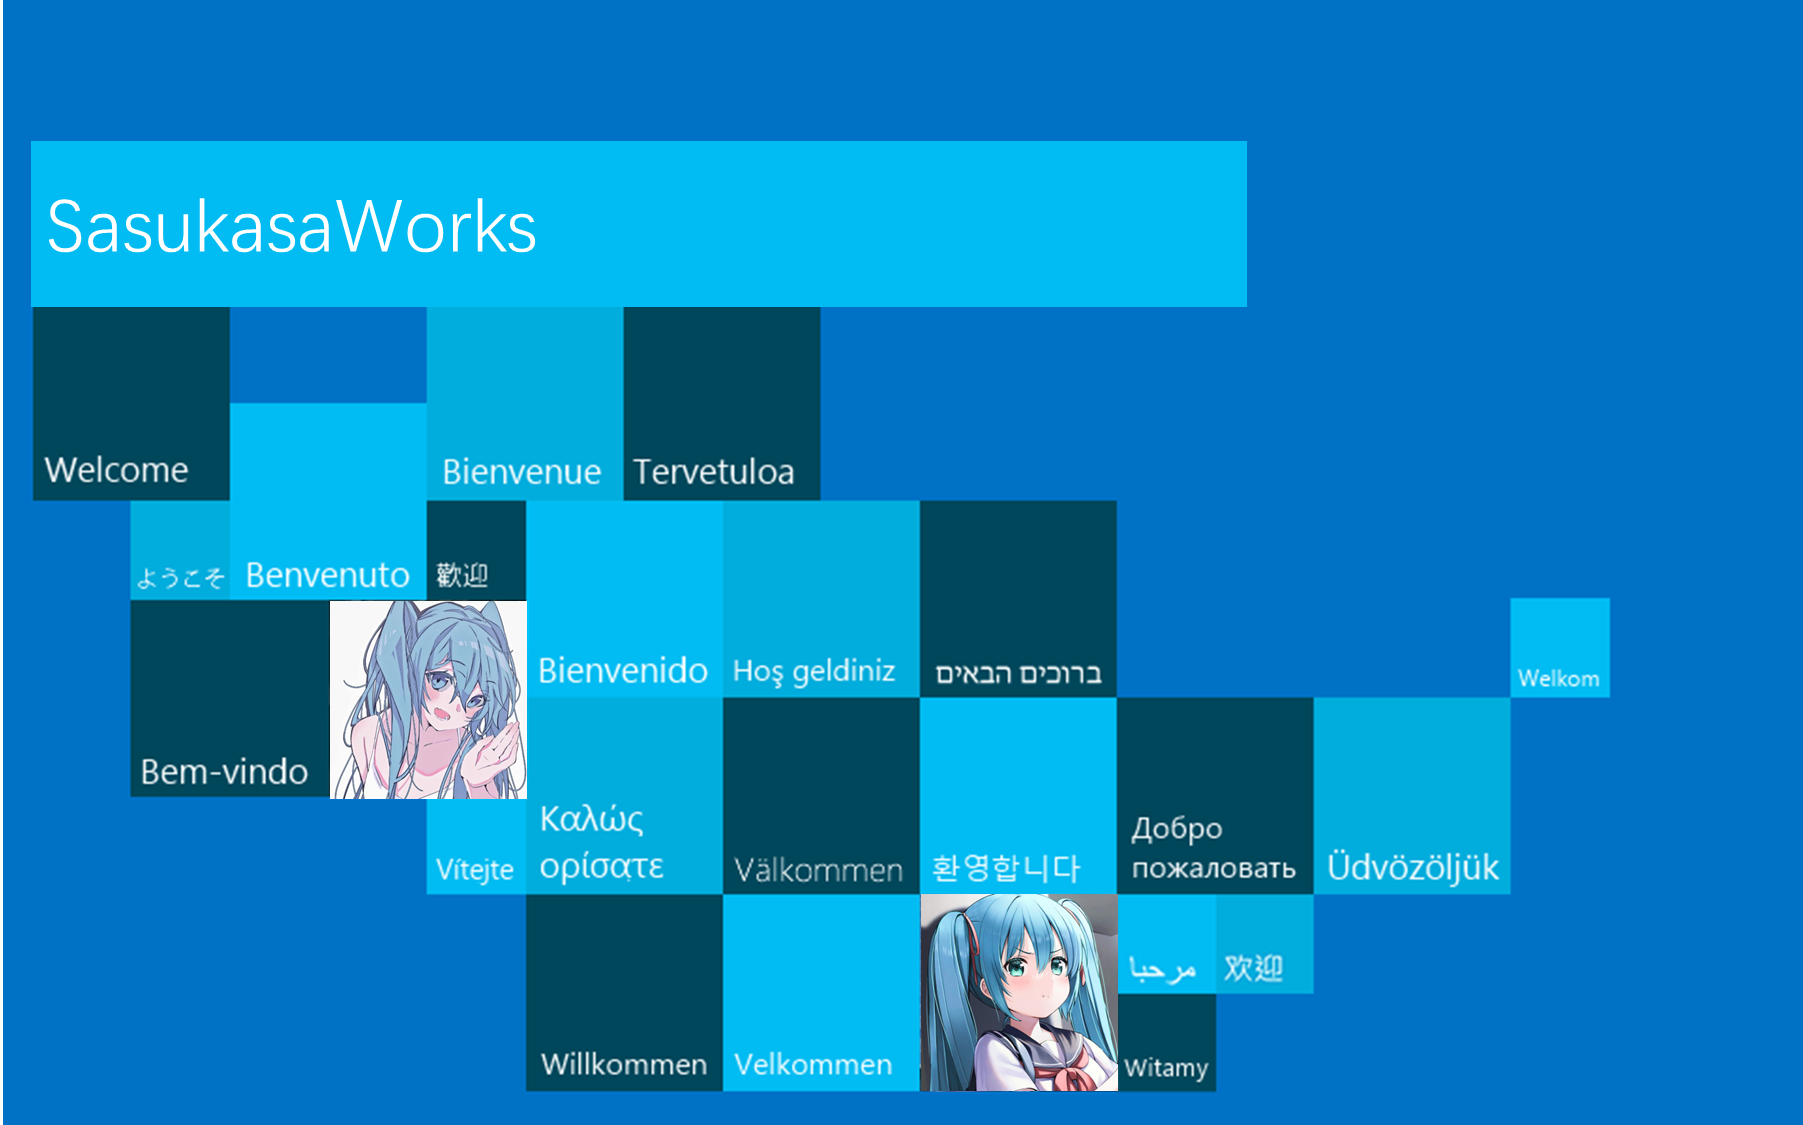 SasukasaWorks
Welcome
Bienvenue
Tervetuloa
ようこそ
Benvenuto
歡迎
Bienvenido
Hoş geldiniz
ברוכים הבאים
Welkom
Bem-vindo
Vítejte
Καλώς
ορίσατε
Välkommen
환영합니다
Добро
пожаловать
Üdvözöljük
Willkommen
Velkommen
مرحبا
欢迎
Witamy